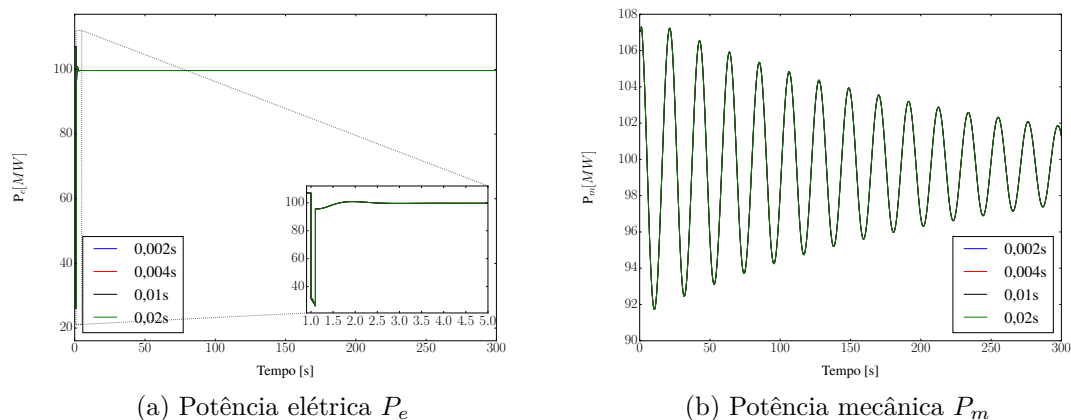 120
100
80
60
40
20
P_e[MW]
100
80
60
40
1.0 1.5 2.0 2.5 3.0 3.5 4.0 4.5 5.0
0,002s
0,004s
0,01s
0,02s
0 50 100 150 200 250 300
Tempo [s]
(a) Potência elétrica P_e
108
106
104
102
100
98
96
94
92
90
P_m[MW]
0,002s
0,004s
0,01s
0,02s
0 50 100 150 200 250 300
Tempo [s]
(b) Potência mecânica P_m